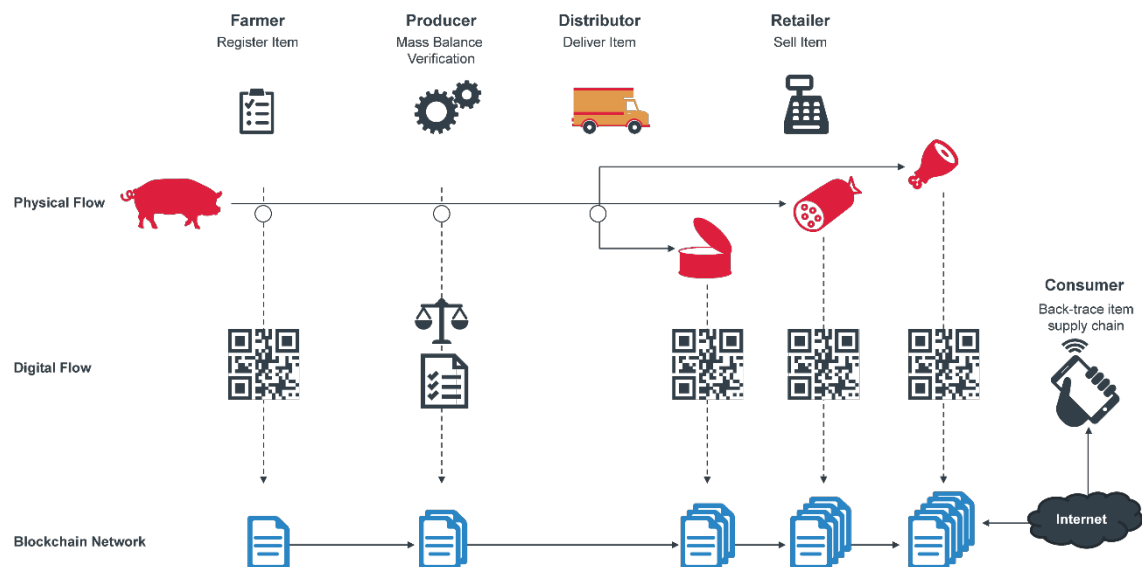 Farmer
Register Item
Producer
Mass Balance
Verification
Distributor
Deliver Item
Retailer
Sell Item
Physical Flow
Consumer
Back-trace item
supply chain
Digital Flow
Internet
Blockchain Network